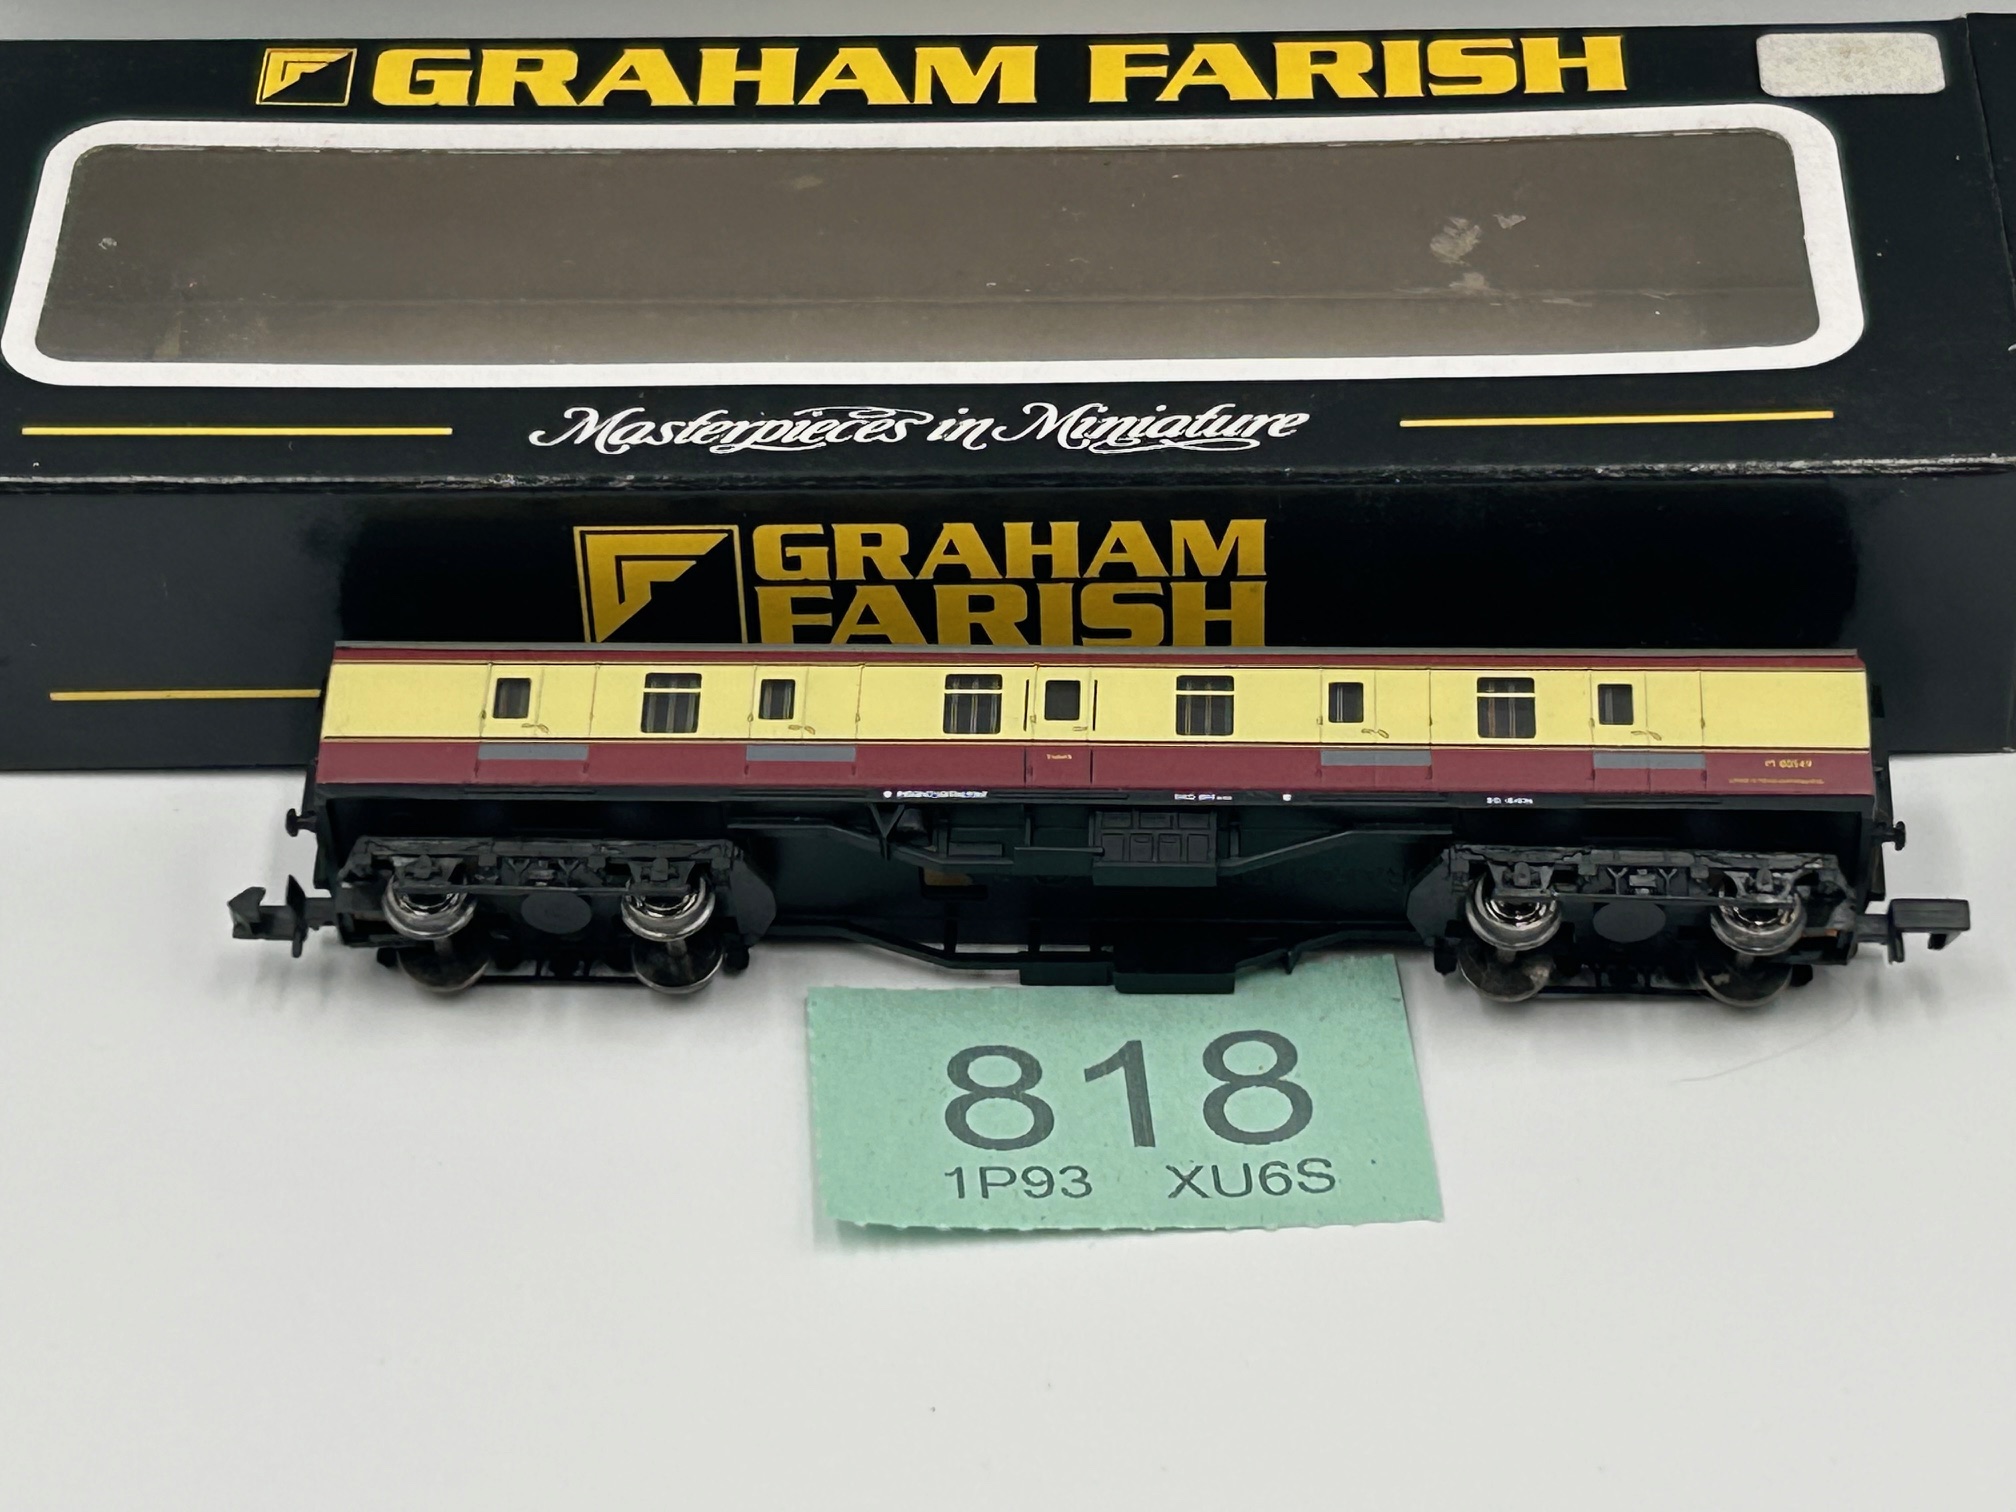 GRAHAM FARISH
Masterpieces in Miniature
GRAHAM
FARISH
818
1P93 XU6S